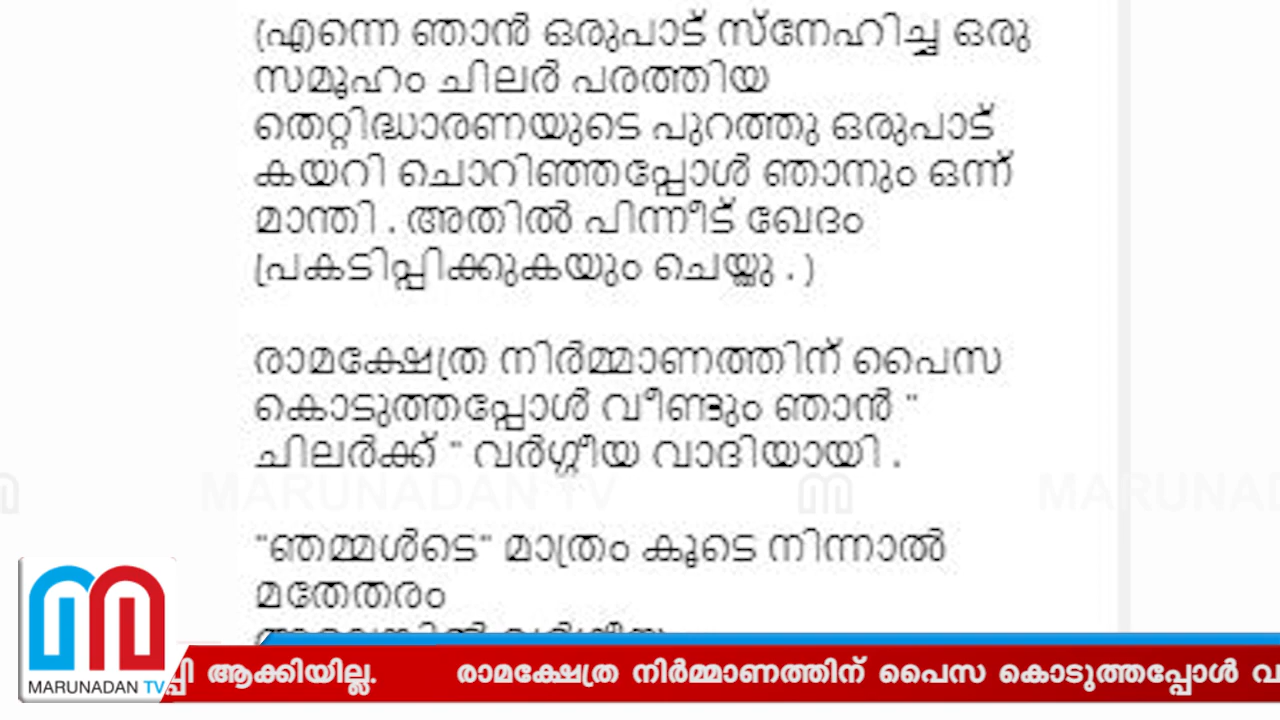 (എന്നെ ഞാൻ ഒരുപാട് സ്നേഹിച്ച ഒരു
സമൂഹം ചിലർ പരത്തിയ
തെറ്റിദ്ധാരണയുടെ പുറത്തു ഒരുപാട്
കയറി ചൊറിഞ്ഞപ്പോൾ ഞാനും ഒന്ന്
മാന്തി . അതിൽ പിന്നീട് ഖേദം
പ്രകടിപ്പിക്കുകയും ചെയ്തു . )
രാമക്ഷേത്ര നിർമ്മാണത്തിന് പൈസ
കൊടുത്തപ്പോൾ വീണ്ടും ഞാൻ "
ചിലർക്ക് " വർഗ്ഗീയ വാദിയായി .
MARUNADAN TV
"ഞമ്മൾടെ" മാത്രം കൂടെ നിന്നാൽ
മതേതരം
MARUNADAN TV
ആക്കിയില്ല. രാമക്ഷേത്ര നിർമ്മാണത്തിന് പൈസ കൊടുത്തപ്പോൾ